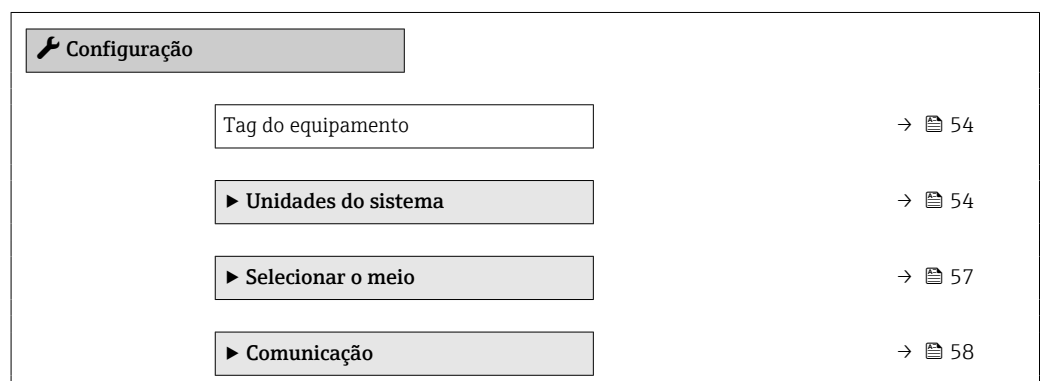 Configuração
Tag do equipamento → 54
▶ Unidades do sistema → 54
▶ Selecionar o meio → 57
▶ Comunicação → 58